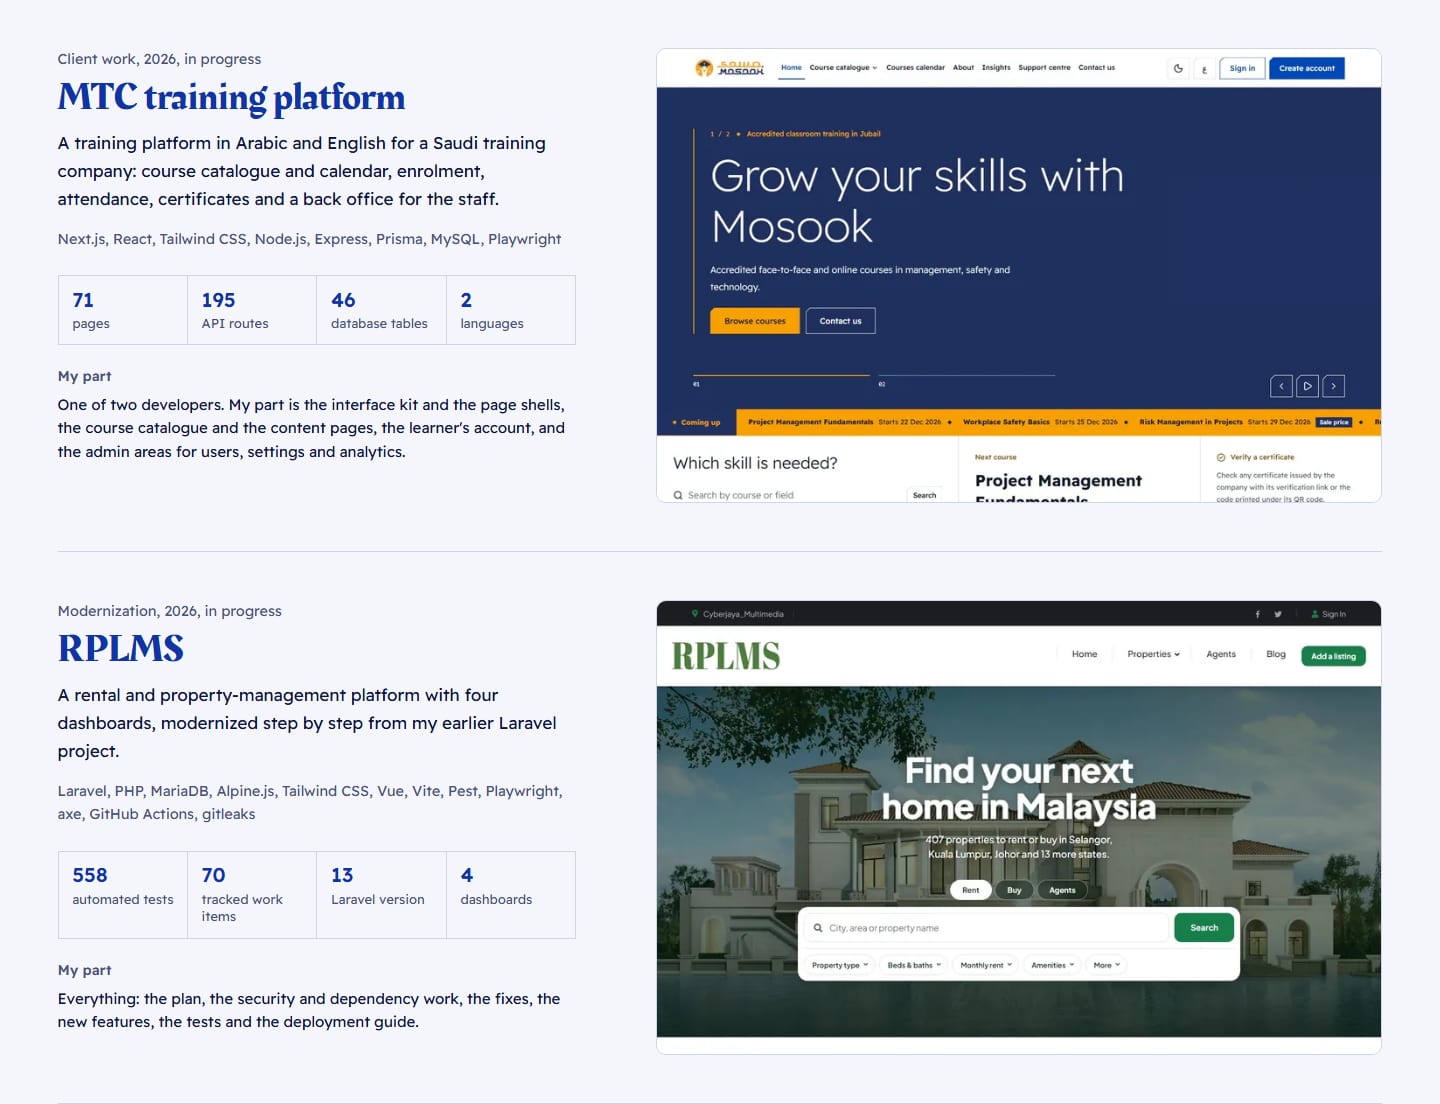 Client work, 2026, in progress
MTC training platform
A training platform in Arabic and English for a Saudi training
company: course catalogue and calendar, enrolment,
attendance, certificates and a back office for the staff.
Next.js, React, Tailwind CSS, Node.js, Express, Prisma, MySQL, Playwright
71
pages
195
API routes
46
database tables
2
languages
My part
One of two developers. My part is the interface kit and the page shells,
the course catalogue and the content pages, the learner's account, and
the admin areas for users, settings and analytics.
موسوق
MOSOOK
Home Course catalogue Courses calendar About Insights Support centre Contact us
ع Sign in Create account
1 / 2 Accredited classroom training in Jubail
Grow your skills with
Mosook
Accredited face-to-face and online courses in management, safety and
technology.
Browse courses Contact us
01 02
Coming up Project Management Fundamentals Starts 22 Dec 2026 Workplace Safety Basics Starts 25 Dec 2026 Risk Management in Projects Starts 29 Dec 2026 Sale price
Which skill is needed?
Search by course or field Search
Next course
Project Management
Fundamentals
Verify a certificate
Check any certificate issued by the
company with its verification link or the
code printed under its QR code.
Modernization, 2026, in progress
RPLMS
A rental and property-management platform with four
dashboards, modernized step by step from my earlier Laravel
project.
Laravel, PHP, MariaDB, Alpine.js, Tailwind CSS, Vue, Vite, Pest, Playwright,
axe, GitHub Actions, gitleaks
558
automated tests
70
tracked work
items
13
Laravel version
4
dashboards
My part
Everything: the plan, the security and dependency work, the fixes, the
new features, the tests and the deployment guide.
Cyberjaya_Multimedia Sign In
RPLMS
Home Properties Agents Blog Add a listing
Find your next
home in Malaysia
407 properties to rent or buy in Selangor,
Kuala Lumpur, Johor and 13 more states.
Rent Buy Agents
City, area or property name Search
Property type Beds & baths Monthly rent Amenities More